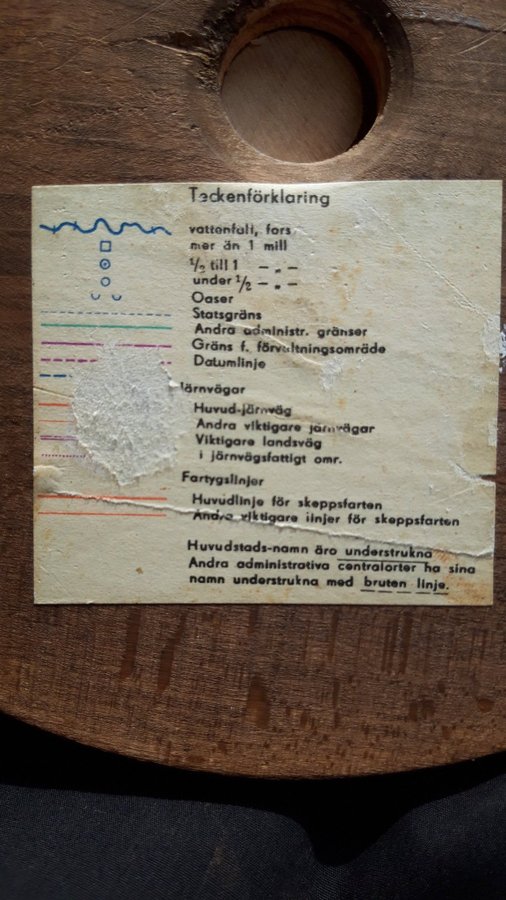 Teckenförklaring
vattenfall, fors
mer än 1 mill
½ till 1 – „ –
under ½ – „ –
Oaser
Statsgräns
Andra administr. gränser
Gräns f. förvaltningsområde
Datumlinje
Järnvägar
Huvud-järnväg
Andra viktigare järnvägar
Viktigare landsväg
i järnvägsfattigt omr.
Fartygslinjer
Huvudlinje för skeppsfarten
Andra viktigare linjer för skeppsfarten
Huvudstads-namn äro understrukna
Andra administrativa centralorter ha sina
namn understrukna med bruten linje.